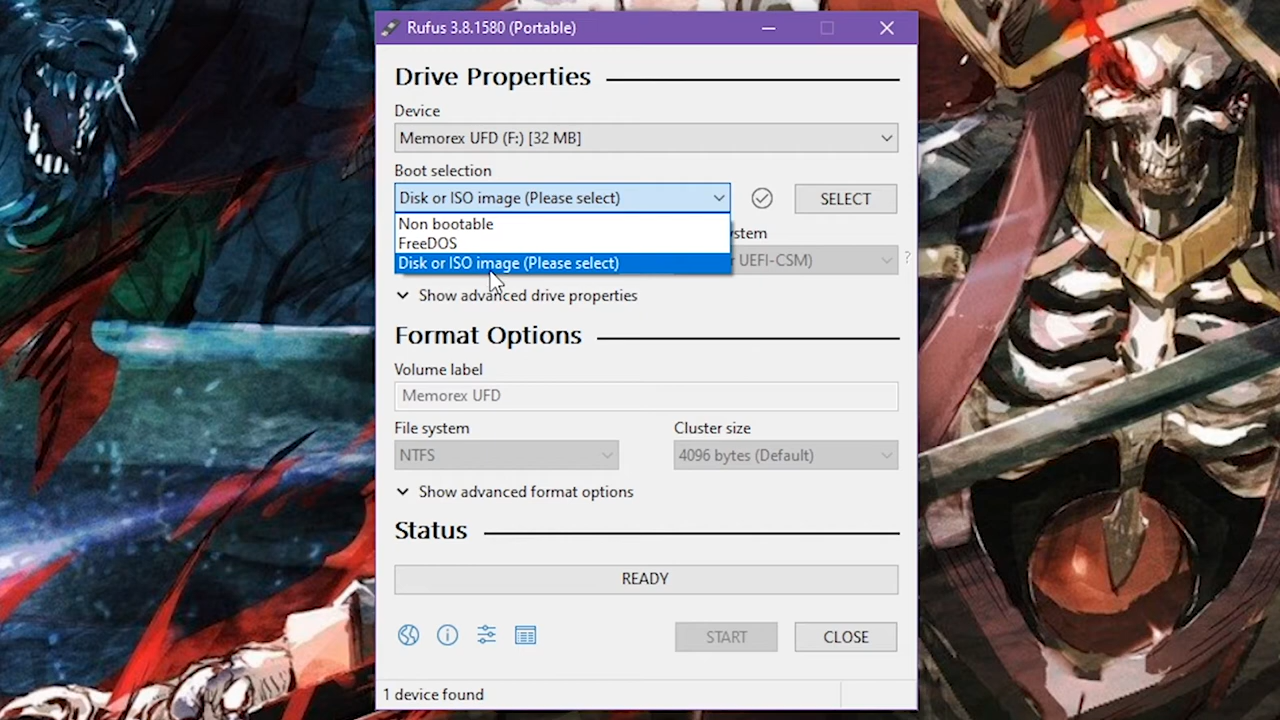 Rufus 3.8.1580 (Portable)
Drive Properties
Device
Memorex UFD (F:) [32 MB]
Boot selection
Disk or ISO image (Please select)
SELECT
Non bootable
FreeDOS
Disk or ISO image (Please select)
stem
UEFI-CSM)
?
Show advanced drive properties
Format Options
Volume label
Memorex UFD
File system
Cluster size
NTFS
4096 bytes (Default)
Show advanced format options
Status
READY
START
CLOSE
1 device found